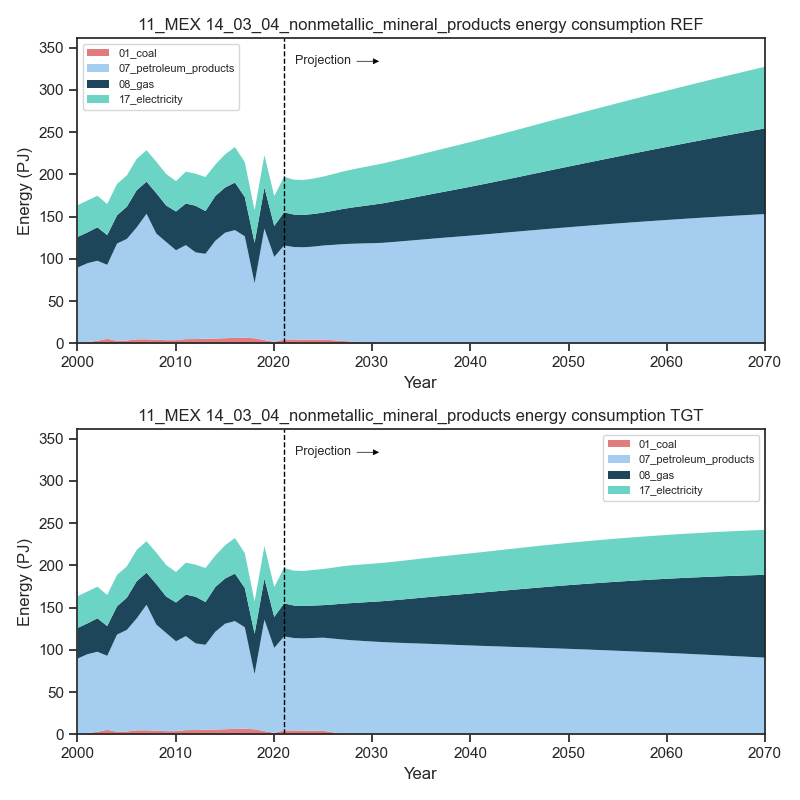 11_MEX 14_03_04_nonmetallic_mineral_products energy consumption REF
350
300
250
200
150
100
50
0
Energy (PJ)
01_coal
07_petroleum_products
08_gas
17_electricity
Projection
2000 2010 2020 2030 2040 2050 2060 2070
Year
11_MEX 14_03_04_nonmetallic_mineral_products energy consumption TGT
350
300
250
200
150
100
50
0
Energy (PJ)
Projection
01_coal
07_petroleum_products
08_gas
17_electricity
2000 2010 2020 2030 2040 2050 2060 2070
Year